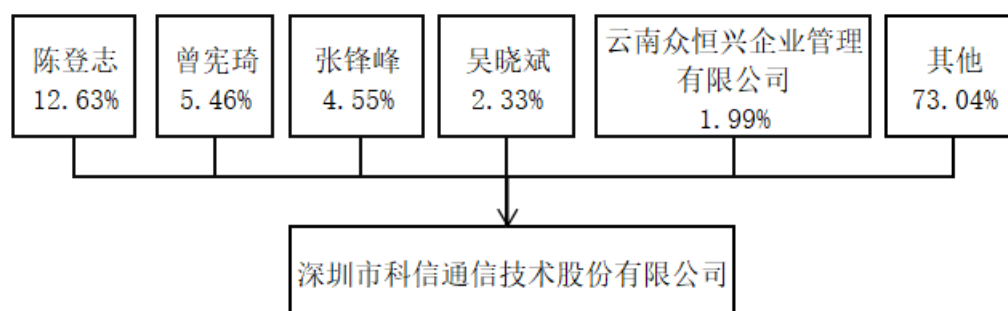 陈登志
12.63%
曾宪琦
5.46%
张锋峰
4.55%
吴晓斌
2.33%
云南众恒兴企业管理
有限公司
1.99%
其他
73.04%
深圳市科信通信技术股份有限公司